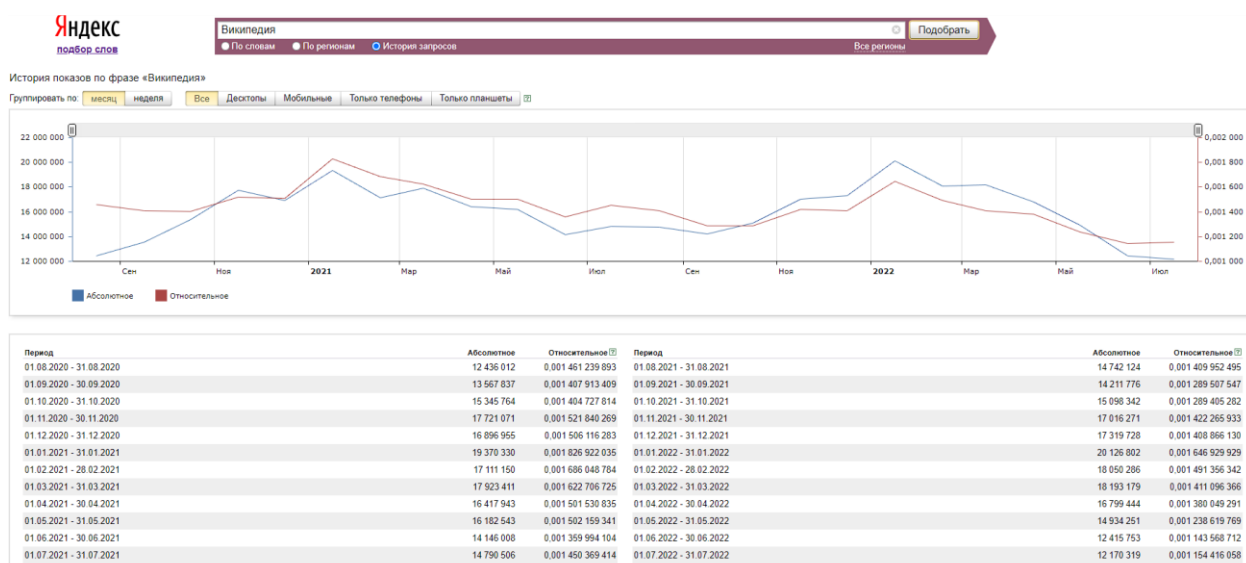 Яндекс
подбор слов
Википедия
Подобрать
По словам По регионам История запросов Все регионы
История показов по фразе «Википедия»
Группировать по: месяц неделя Все Десктопы Мобильные Только телефоны Только планшеты ?
22 000 000 0,002 000
20 000 000 0,001 800
18 000 000 0,001 600
16 000 000 0,001 400
14 000 000 0,001 200
12 000 000 0,001 000
Сен Ноя 2021 Мар Май Июл Сен Ноя 2022 Мар Май Июл
Абсолютное Относительное
Период Абсолютное Относительное ? Период Абсолютное Относительное ?
01.08.2020 - 31.08.2020 12 436 012 0,001 461 239 893 01.08.2021 - 31.08.2021 14 742 124 0,001 409 952 495
01.09.2020 - 30.09.2020 13 567 837 0,001 407 913 409 01.09.2021 - 30.09.2021 14 211 776 0,001 289 507 547
01.10.2020 - 31.10.2020 15 345 764 0,001 404 727 814 01.10.2021 - 31.10.2021 15 098 342 0,001 289 405 282
01.11.2020 - 30.11.2020 17 721 071 0,001 521 840 269 01.11.2021 - 30.11.2021 17 016 271 0,001 422 265 933
01.12.2020 - 31.12.2020 16 896 955 0,001 506 116 283 01.12.2021 - 31.12.2021 17 319 728 0,001 408 866 130
01.01.2021 - 31.01.2021 19 370 330 0,001 826 922 035 01.01.2022 - 31.01.2022 20 126 802 0,001 646 929 929
01.02.2021 - 28.02.2021 17 111 150 0,001 686 048 784 01.02.2022 - 28.02.2022 18 050 286 0,001 491 356 342
01.03.2021 - 31.03.2021 17 923 411 0,001 622 706 725 01.03.2022 - 31.03.2022 18 193 179 0,001 411 096 366
01.04.2021 - 30.04.2021 16 417 943 0,001 501 530 835 01.04.2022 - 30.04.2022 16 799 444 0,001 380 049 291
01.05.2021 - 31.05.2021 16 182 543 0,001 502 159 341 01.05.2022 - 31.05.2022 14 934 251 0,001 238 619 769
01.06.2021 - 30.06.2021 14 146 008 0,001 359 994 104 01.06.2022 - 30.06.2022 12 415 753 0,001 143 568 712
01.07.2021 - 31.07.2021 14 790 506 0,001 450 369 414 01.07.2022 - 31.07.2022 12 170 319 0,001 154 416 058